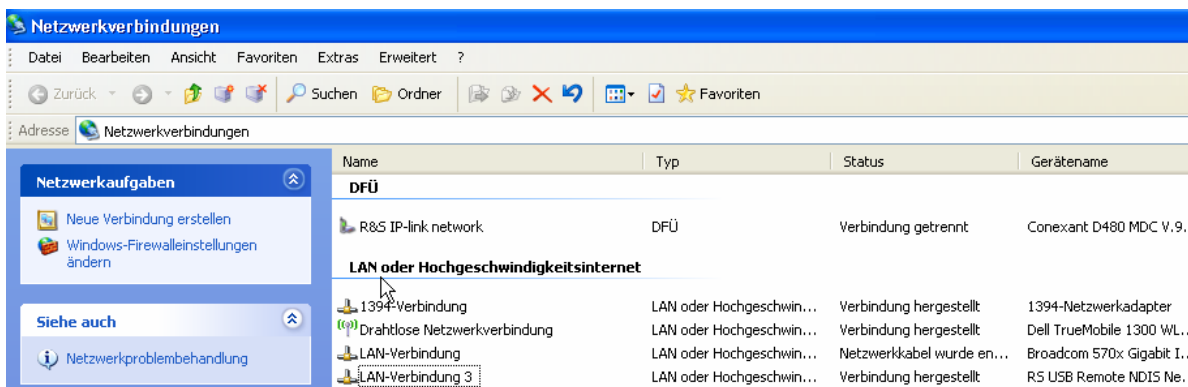 Netzwerkverbindungen
Datei Bearbeiten Ansicht Favoriten Extras Erweitert ?
Zurück Suchen Ordner Favoriten
Adresse Netzwerkverbindungen
Netzwerkaufgaben
Neue Verbindung erstellen
Windows-Firewalleinstellungen
ändern
Siehe auch
Netzwerkproblembehandlung
Name Typ Status Gerätename
DFÜ
R&S IP-link network DFÜ Verbindung getrennt Conexant D480 MDC V.9.
LAN oder Hochgeschwindigkeitsinternet
1394-Verbindung LAN oder Hochgeschwin... Verbindung hergestellt 1394-Netzwerkadapter
Drahtlose Netzwerkverbindung LAN oder Hochgeschwin... Verbindung hergestellt Dell TrueMobile 1300 WL..
LAN-Verbindung LAN oder Hochgeschwin... Netzwerkkabel wurde en... Broadcom 570x Gigabit I..
LAN-Verbindung 3 LAN oder Hochgeschwin... Verbindung hergestellt RS USB Remote NDIS Ne.